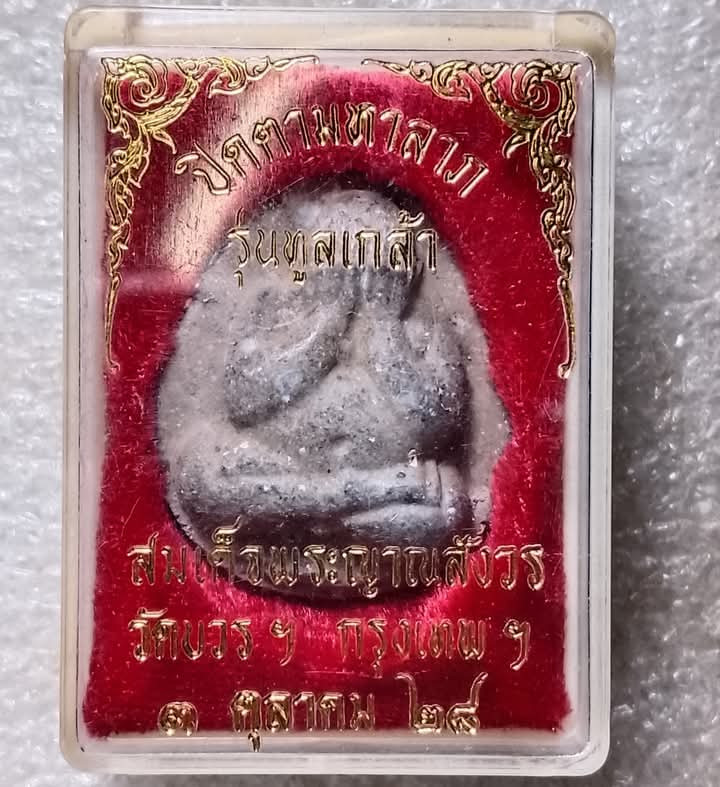 ปิดตามหาลาภ
รุ่นทูลเกล้า
สมเด็จพระญาณสังวร
วัดบวร ฯ กรุงเทพ ฯ
๓ ตุลาคม ๒๘